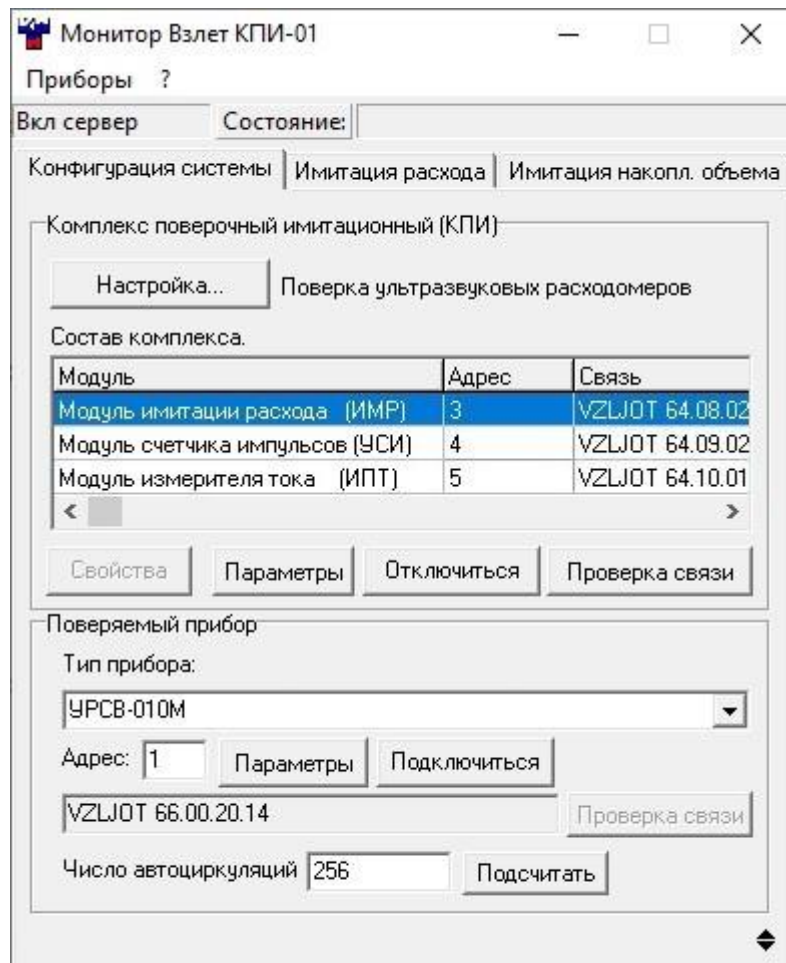 Монитор Взлет КПИ-01
Приборы ?
Вкл сервер Состояние:
Конфигурация системы Имитация расхода Имитация накопл. объема
Комплекс поверочный имитационный (КПИ)
Настройка... Поверка ультразвуковых расходомеров
Состав комплекса.
Модуль Адрес Связь
Модуль имитации расхода (ИМР) 3 VZLJOT 64.08.02
Модуль счетчика импульсов (УСИ) 4 VZLJOT 64.09.02
Модуль измерителя тока (ИПТ) 5 VZLJOT 64.10.01
Свойства Параметры Отключиться Проверка связи
Поверяемый прибор
Тип прибора:
УРСВ-010М
Адрес: 1 Параметры Подключиться
VZLJOT 66.00.20.14 Проверка связи
Число автоциркуляций 256 Подсчитать